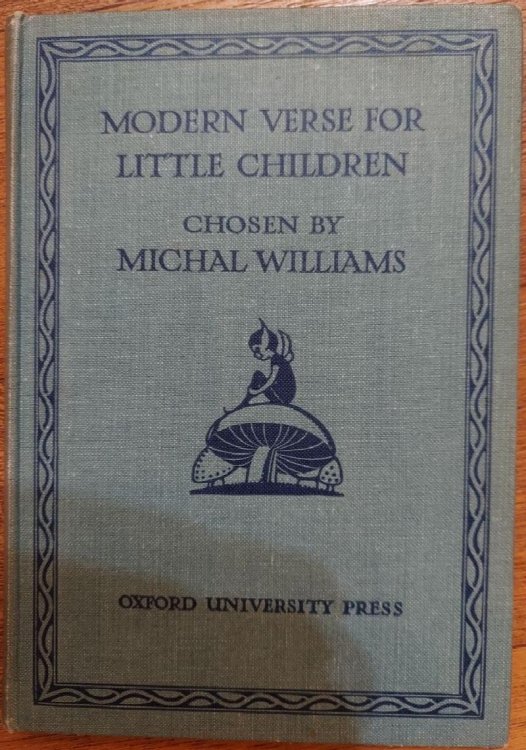 MODERN VERSE FOR
LITTLE CHILDREN
CHOSEN BY
MICHAL WILLIAMS
OXFORD UNIVERSITY PRESS